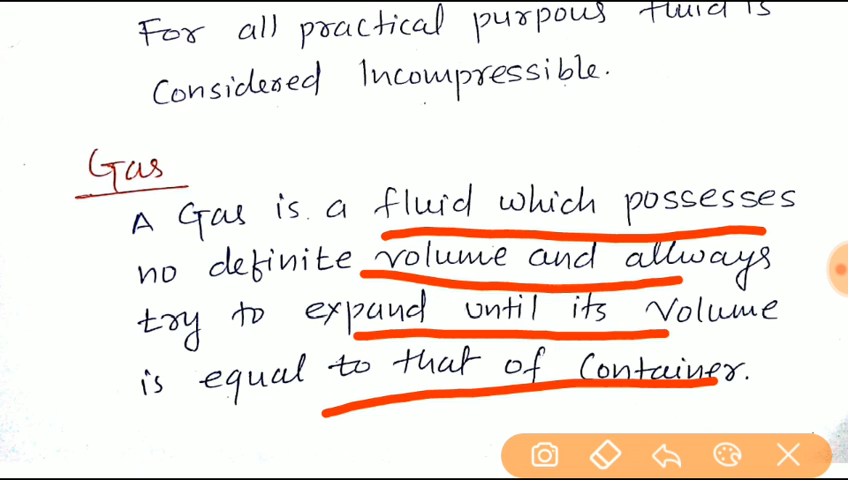 For all practical purpous fluid is
Considered Incompressible.
Gas
A Gas is a fluid which possesses
no definite volume and allways
try to expand until its Volume
is equal to that of Container.